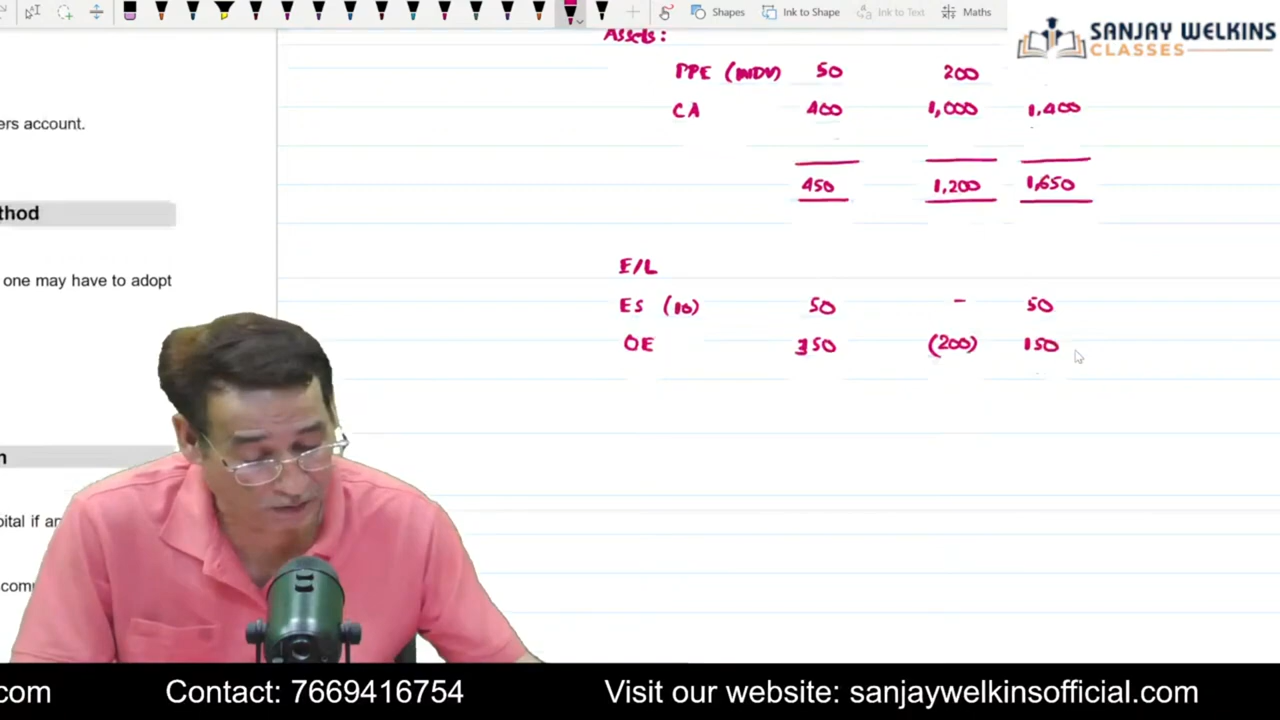 Shapes Ink to Shape Ink to Text Maths
SANJAY WELKINS
CLASSES
Assets:
PPE (WDV) 50 200
ers account.
CA 400 1,000 1,400
450 1,200 1,650
thod
E/L
one may have to adopt
ES (10) 50 - 50
OE 350 (200) 150
n
pital if an
com
.com Contact: 7669416754 Visit our website: sanjaywelkinsofficial.com